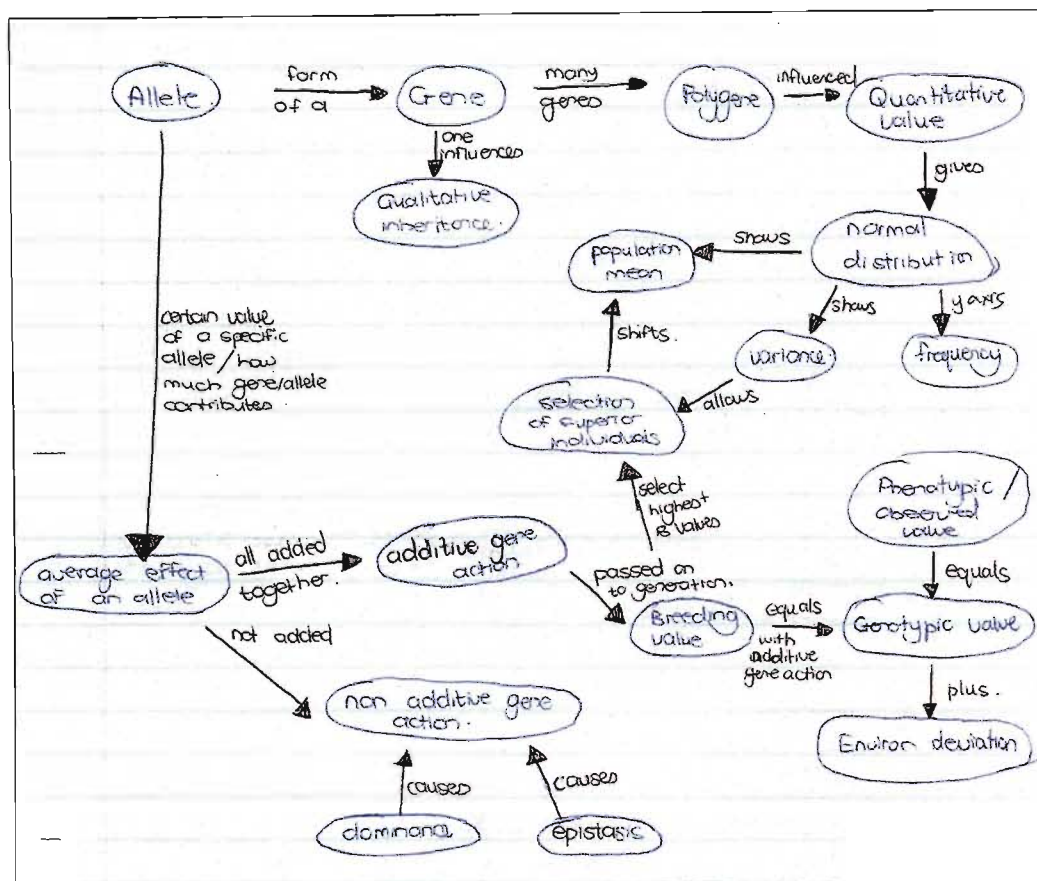 Allele
form
of a
Gene
many
genes
Polygene
influenced
Quantitative
value
one
influences
Qualitative
inheritance.
gives
normal
distribution
shows
population
mean
shows
y axis
variance
frequency
shifts.
allows
selection
of superior
individuals
certain value
of a specific
allele / how
much gene/allele
contributes.
select
highest
B values
Phenotypic /
observed
value
average effect
of an allele
all added
together.
additive gene
action
passed on
to generation.
Breeding
value
equals
with
additive
gene action
equals
Genotypic value
not added
non additive gene
action.
plus.
Environ deviation
causes
causes
dominance
epistasis